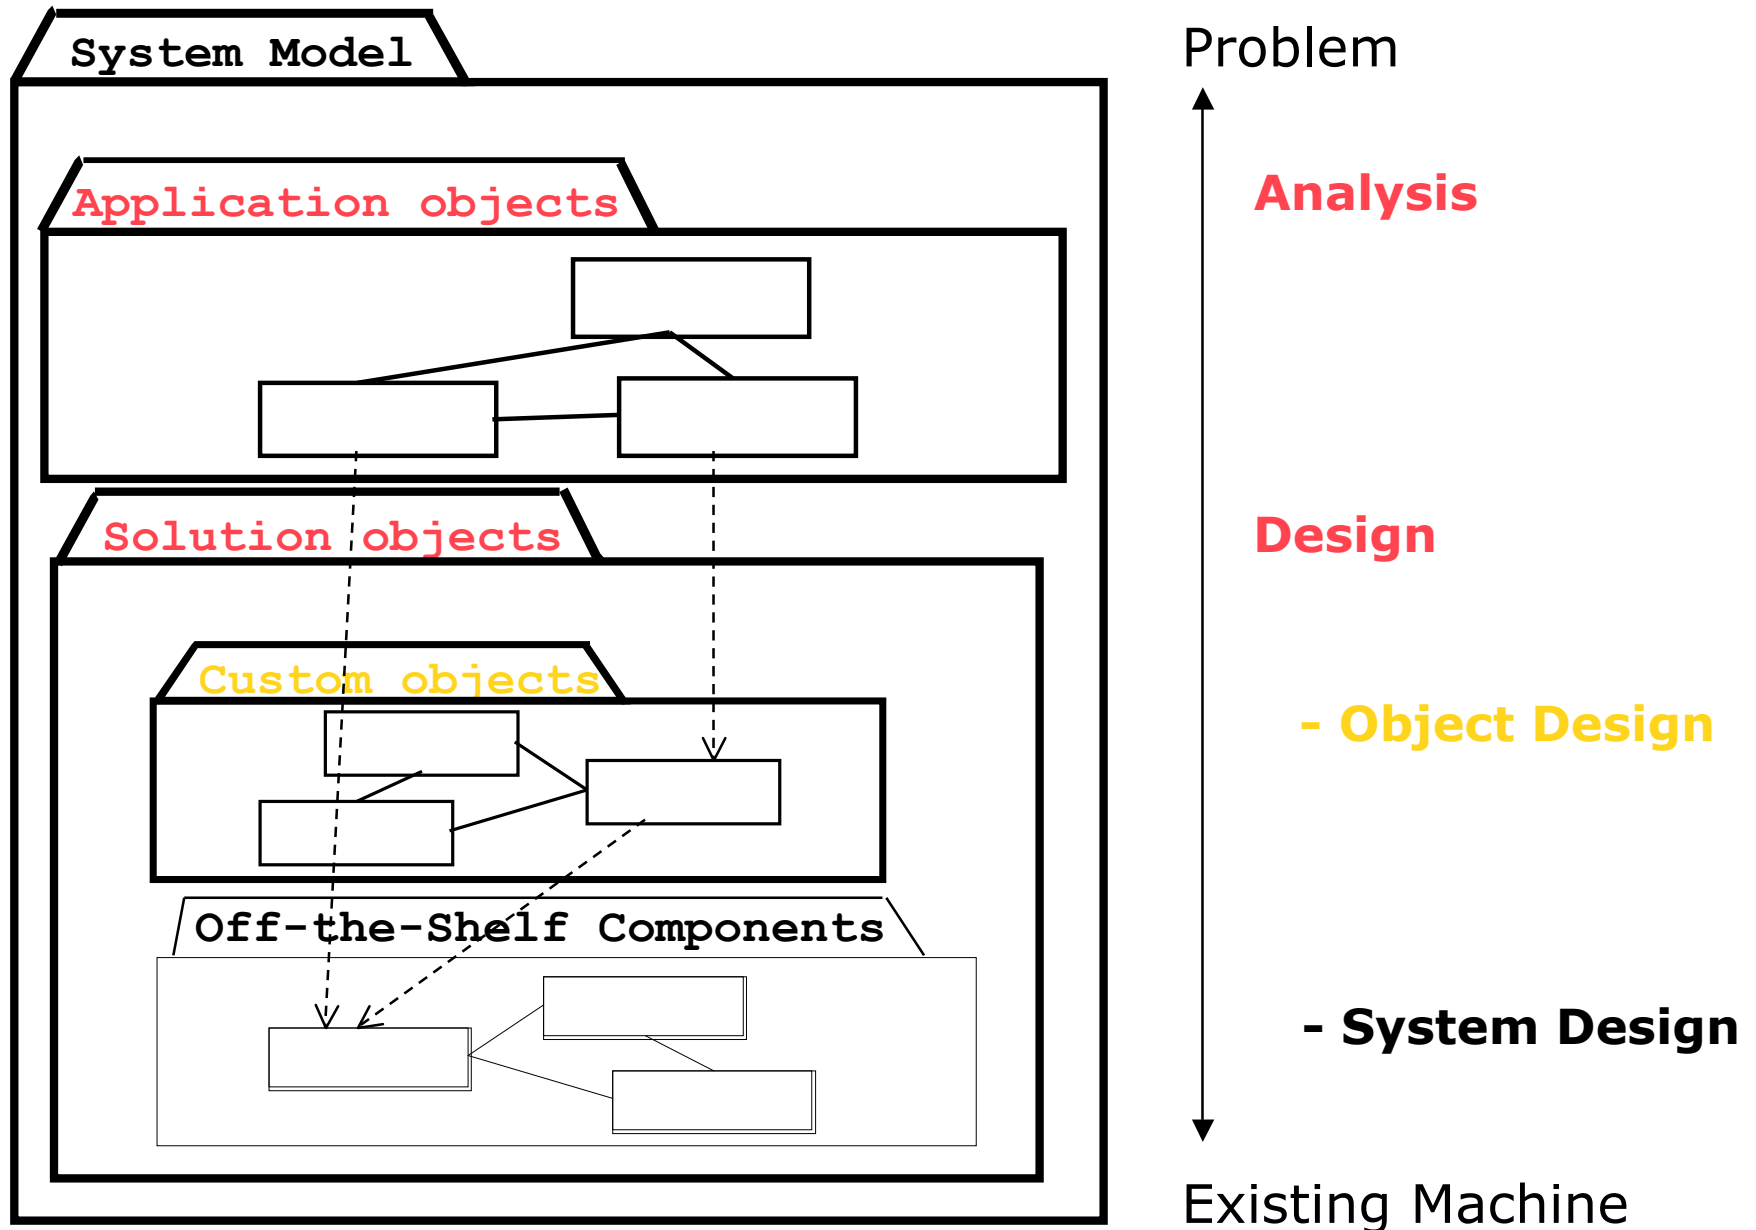 System Model
Problem
Application objects
Analysis
Solution objects
Design
Custom objects
- Object Design
Off-the-Shelf Components
- System Design
Existing Machine